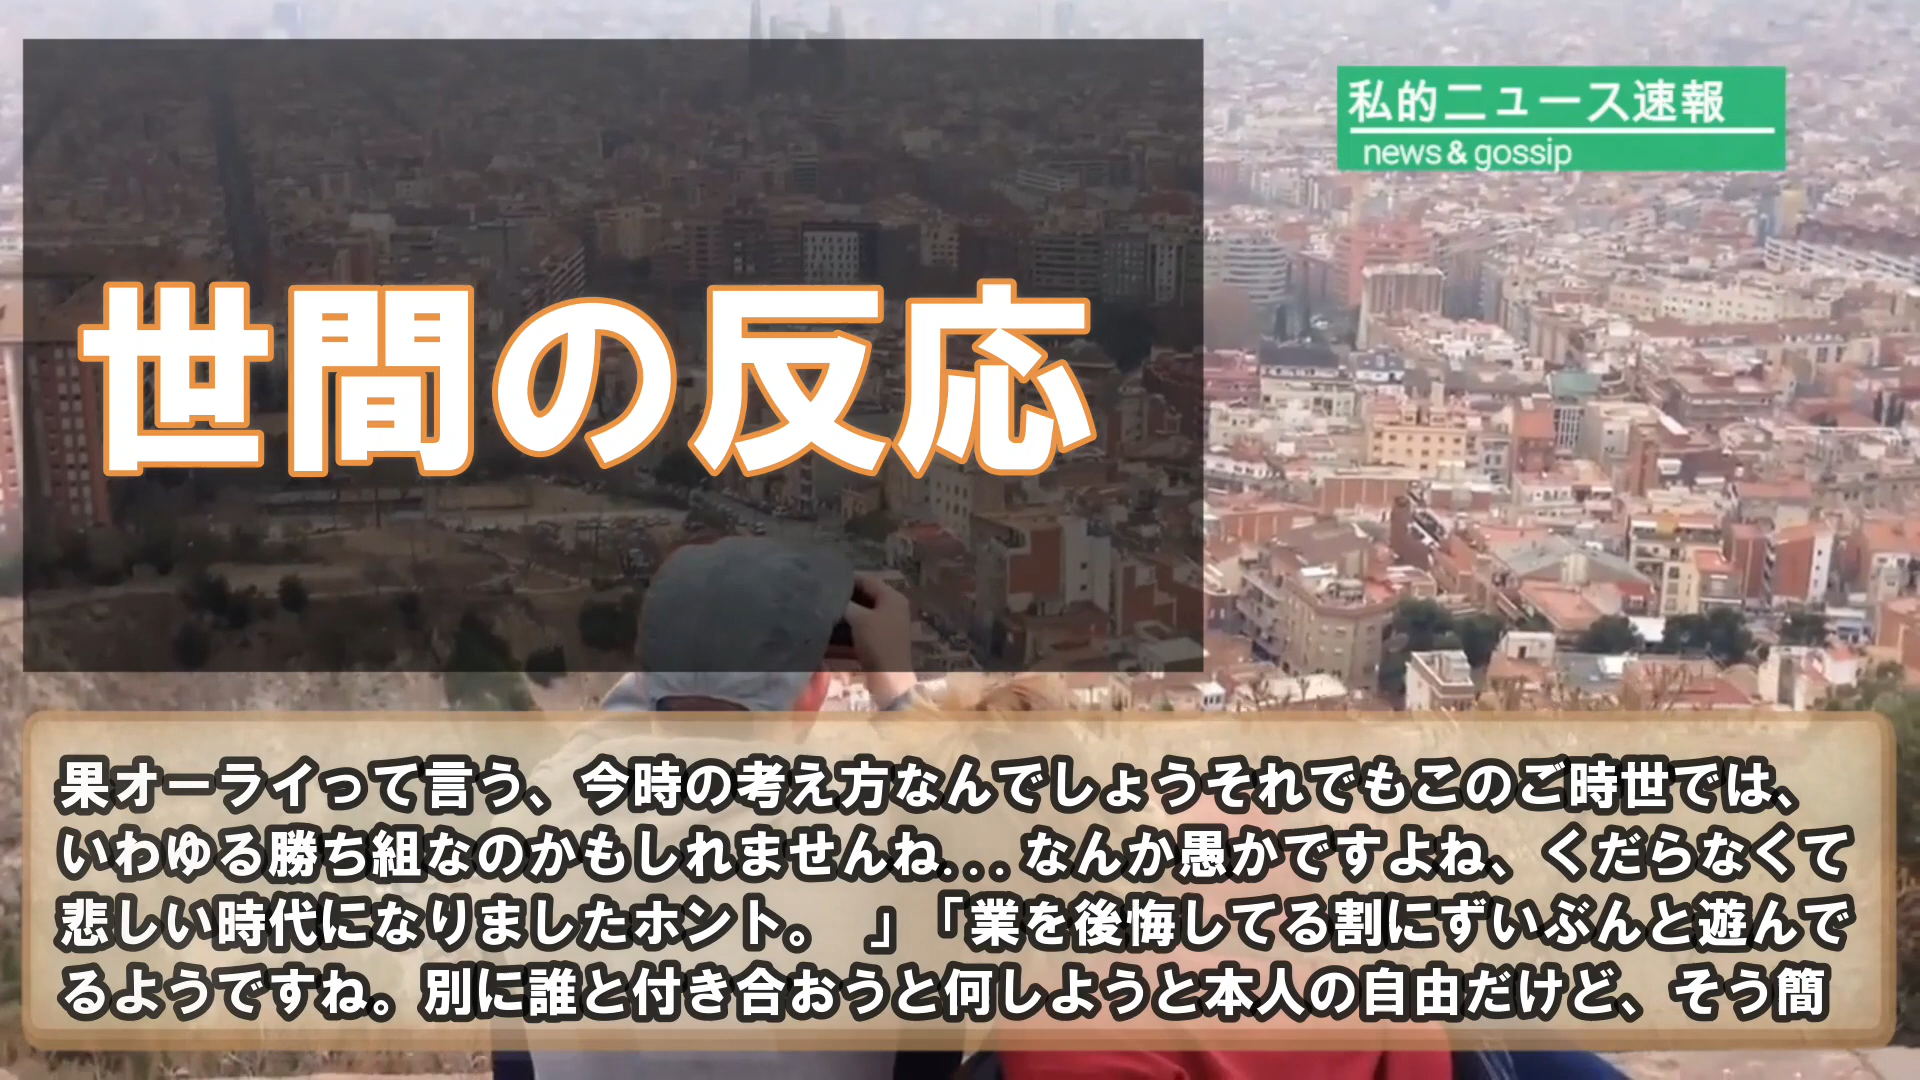 私的ニュース速報
news & gossip
世間の反応
果オーライって言う、今時の考え方なんでしょうそれでもこのご時世では、
いわゆる勝ち組なのかもしれませんね...なんか愚かですよね、くだらなくて
悲しい時代になりましたホント。　」「業を後悔してる割にずいぶんと遊んで
るようですね。別に誰と付き合おうと何しようと本人の自由だけど、そう簡